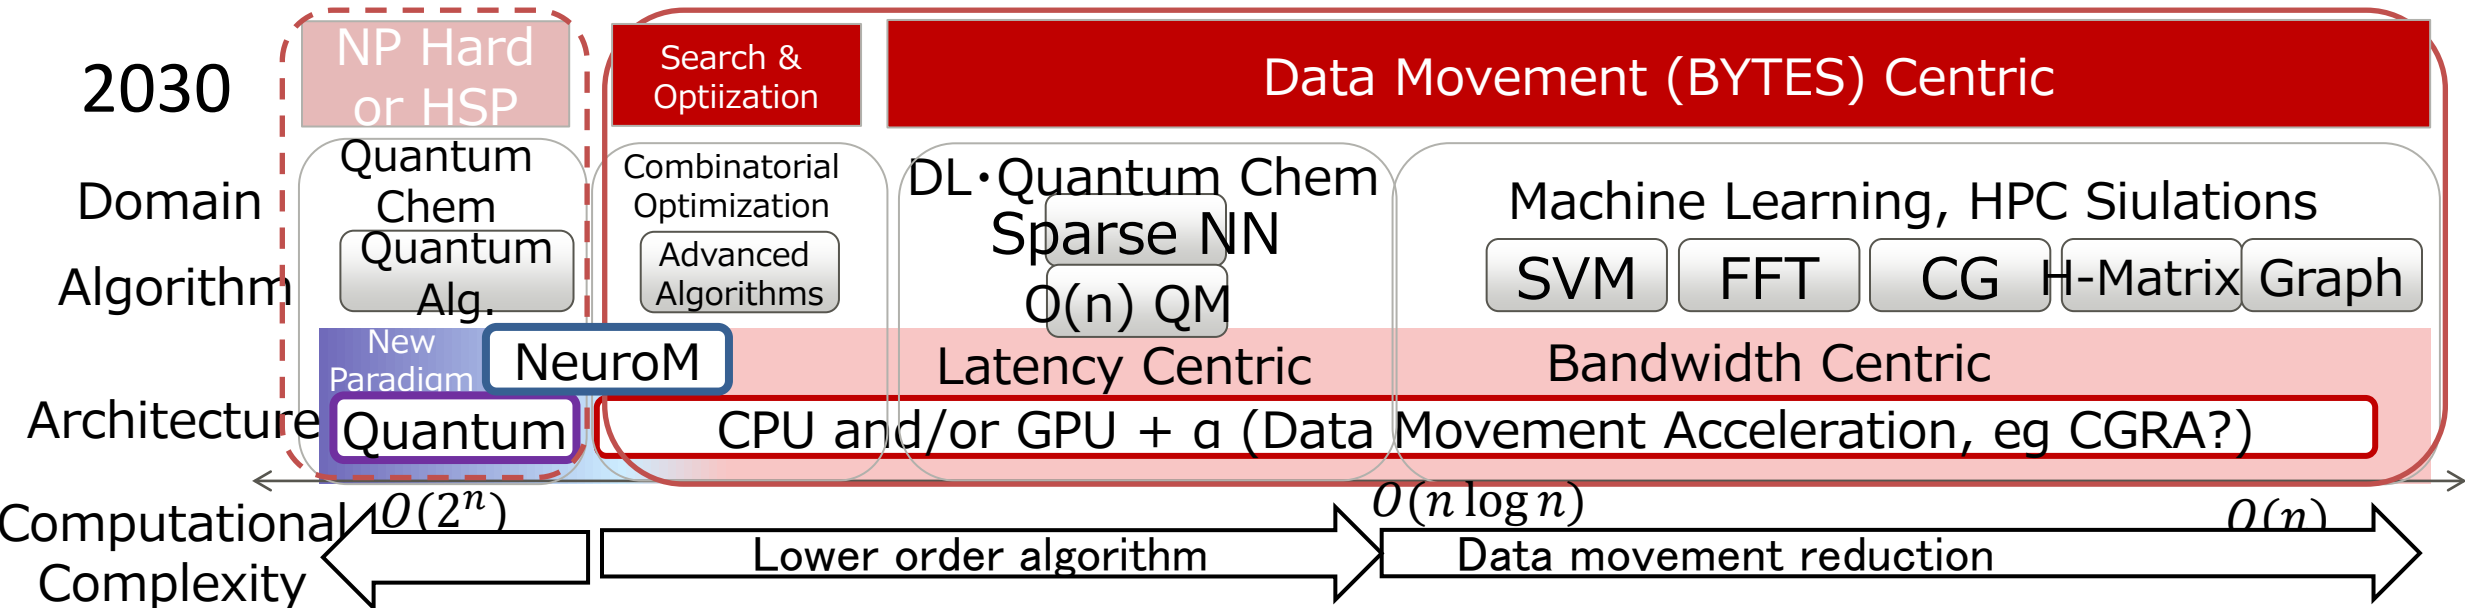 2030
NP Hard
or HSP
Search &
Optiization
Data Movement (BYTES) Centric
Domain
Quantum
Chem
Combinatorial
Optimization
DL・Quantum Chem
Machine Learning, HPC Siulations
Algorithm
Quantum
Alg.
Advanced
Algorithms
Sparse NN
O(n) QM
SVM
FFT
CG
H-Matrix
Graph
New
Paradigm
NeuroM
Latency Centric
Bandwidth Centric
Architecture
Quantum
CPU and/or GPU + α (Data Movement Acceleration, eg CGRA?)
Computational
Complexity
O(2ⁿ)
O(n log n)
O(n)
Lower order algorithm
Data movement reduction